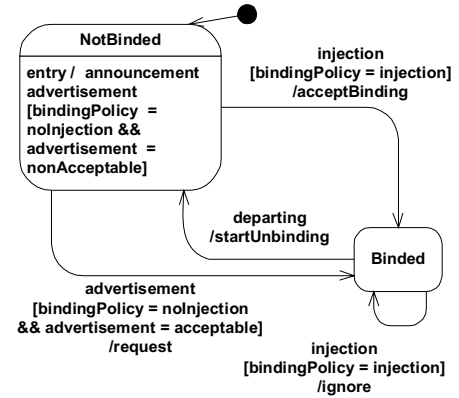 NotBinded
entry / announcement
advertisement
[bindingPolicy =
noInjection &&
advertisement =
nonAcceptable]
injection
[bindingPolicy = injection]
/acceptBinding
departing
/startUnbinding
Binded
advertisement
[bindingPolicy = noInjection
&& advertisement = acceptable]
/request
injection
[bindingPolicy = injection]
/ignore